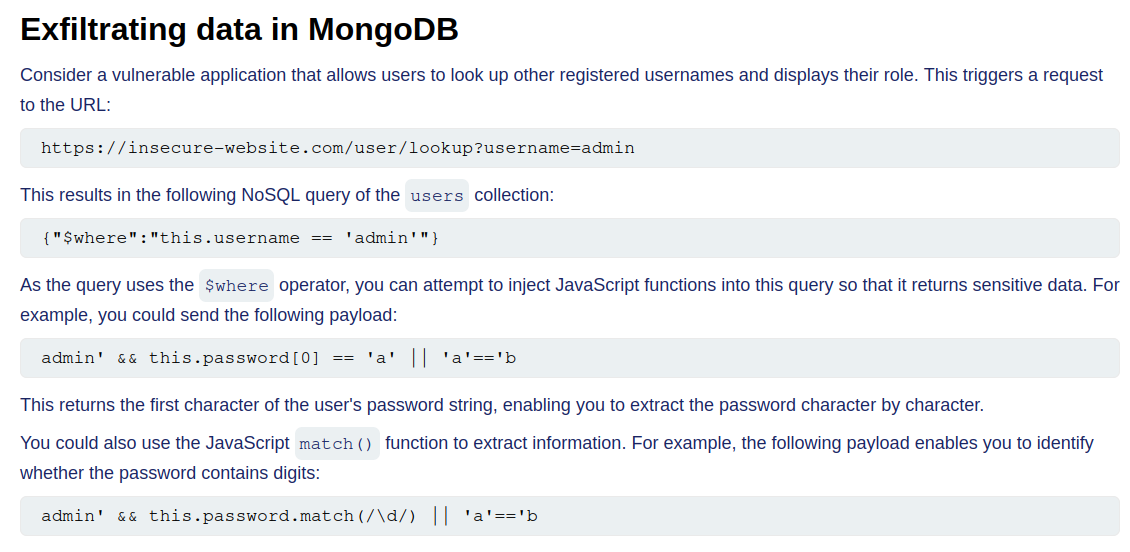 Exfiltrating data in MongoDB
Consider a vulnerable application that allows users to look up other registered usernames and displays their role. This triggers a request
to the URL:
https://insecure-website.com/user/lookup?username=admin
This results in the following NoSQL query of the users collection:
{"$where":"this.username == 'admin'"}
As the query uses the $where operator, you can attempt to inject JavaScript functions into this query so that it returns sensitive data. For
example, you could send the following payload:
admin' && this.password[0] == 'a' || 'a'=='b
This returns the first character of the user's password string, enabling you to extract the password character by character.
You could also use the JavaScript match() function to extract information. For example, the following payload enables you to identify
whether the password contains digits:
admin' && this.password.match(/\d/) || 'a'=='b